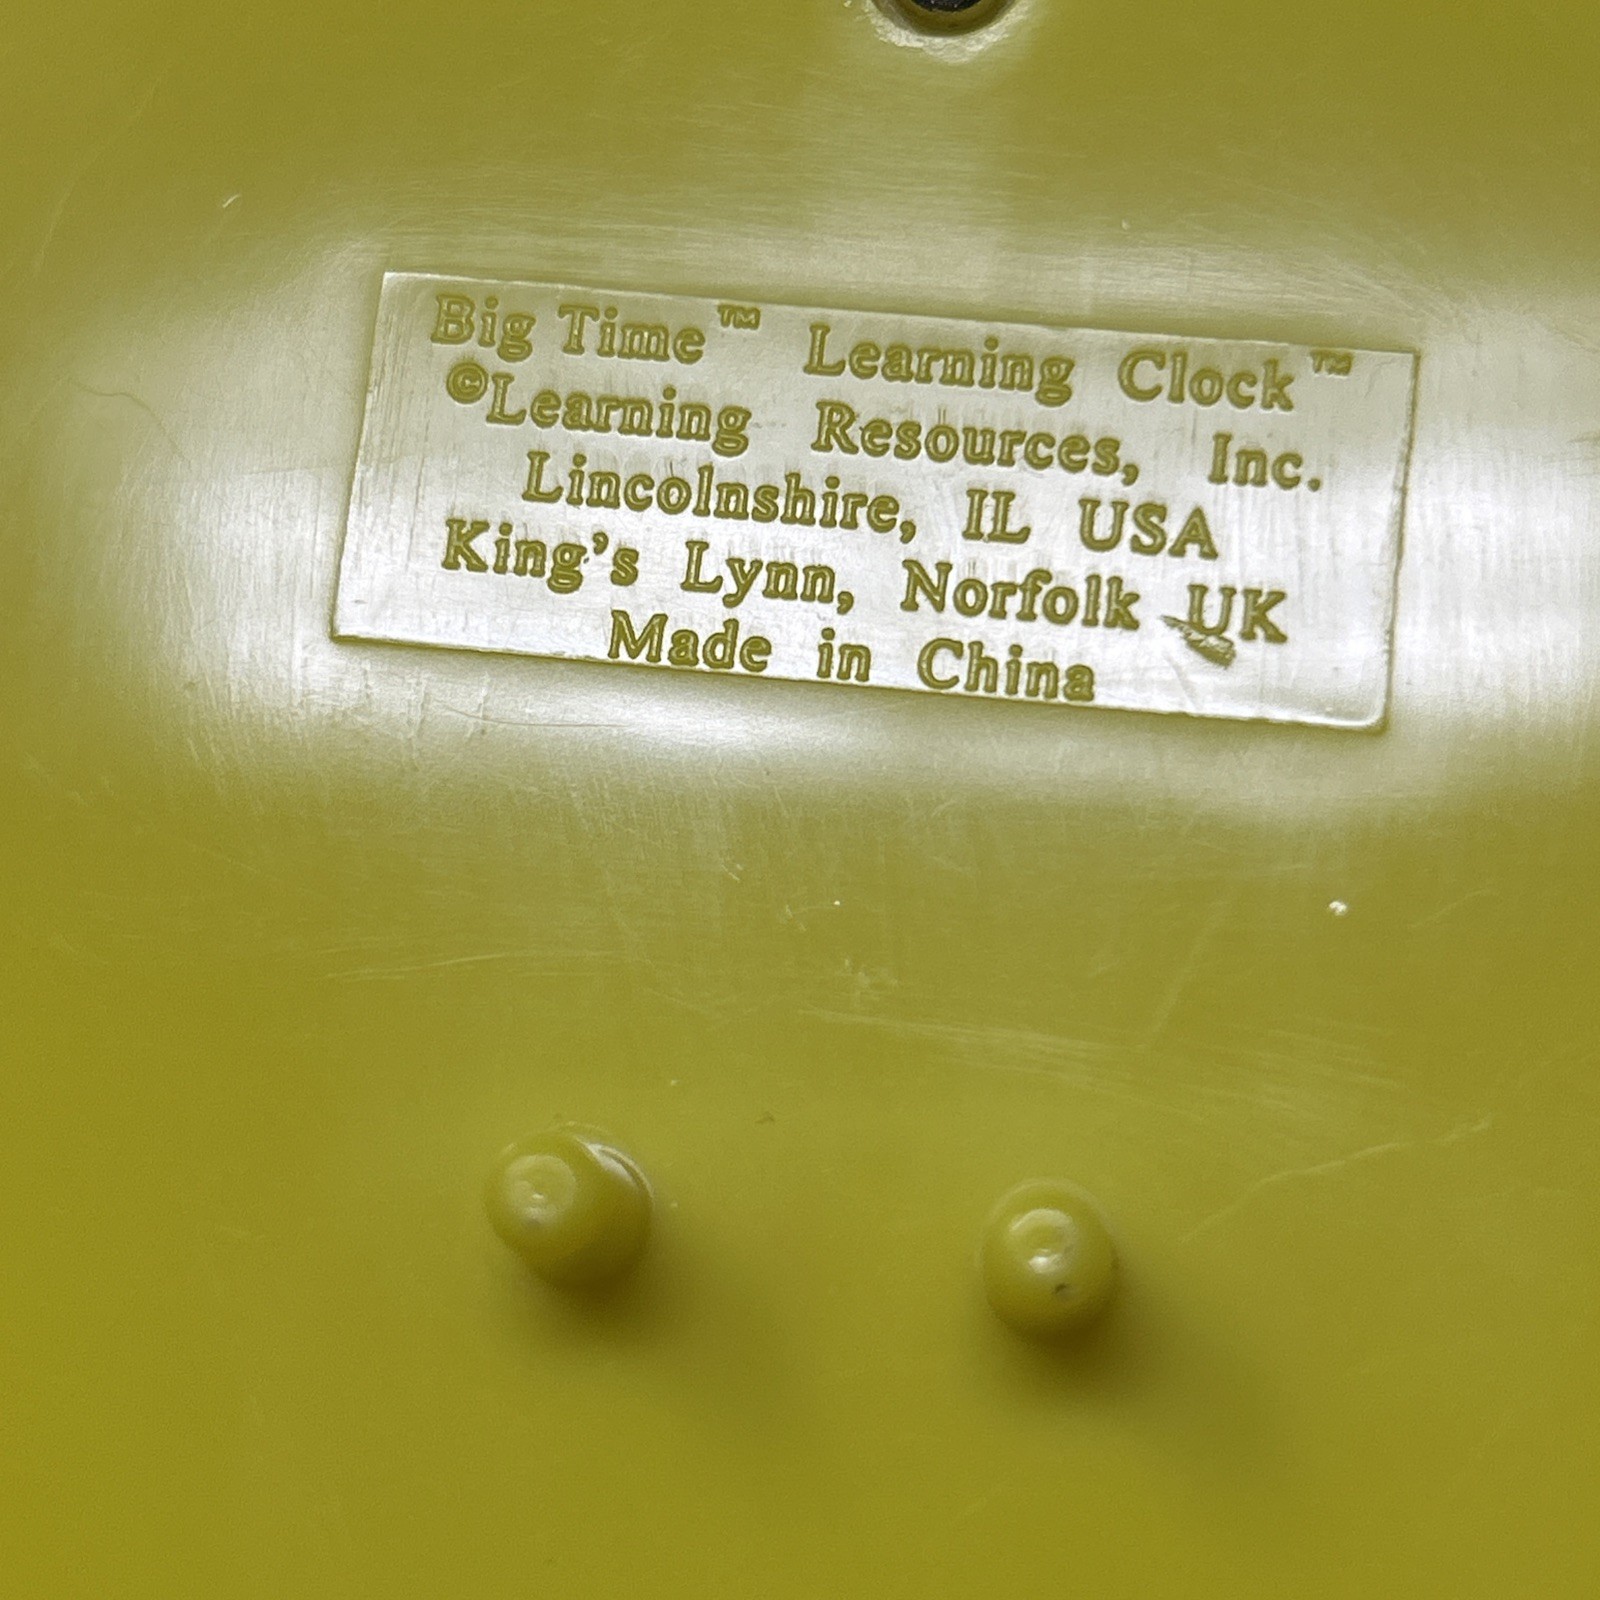 Big Time™ Learning Clock™
©Learning Resources, Inc.
Lincolnshire, IL USA
King's Lynn, Norfolk UK
Made in China